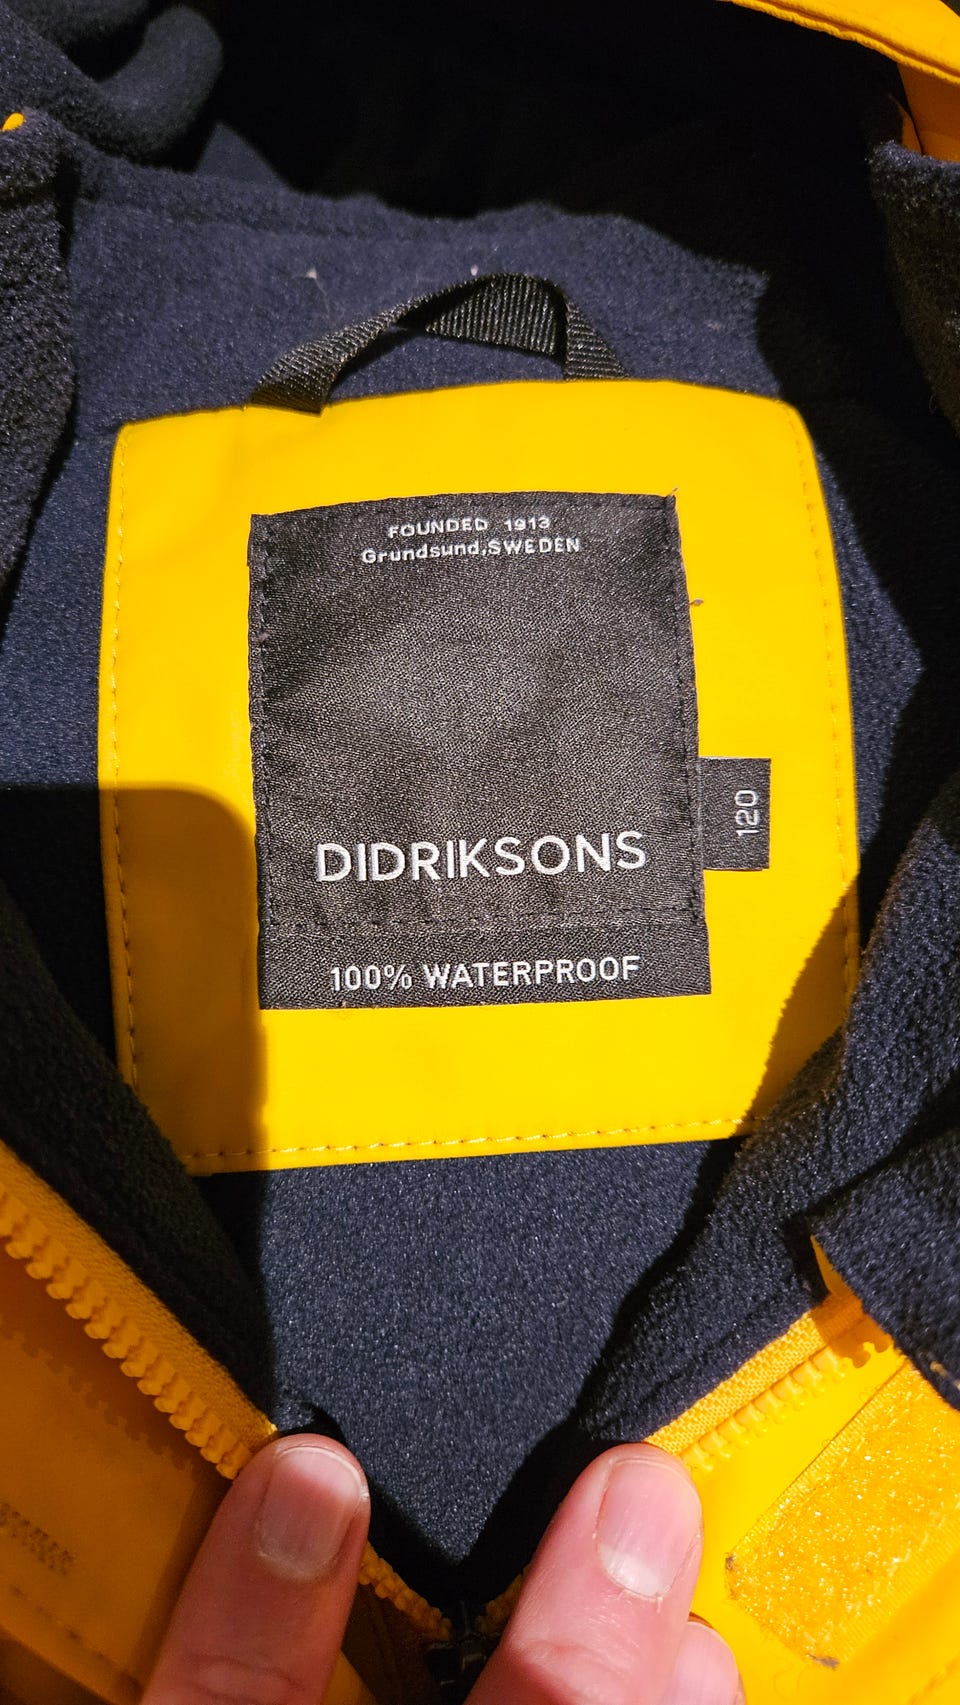 FOUNDED 1913
Grundsund,SWEDEN
DIDRIKSONS
120
100% WATERPROOF